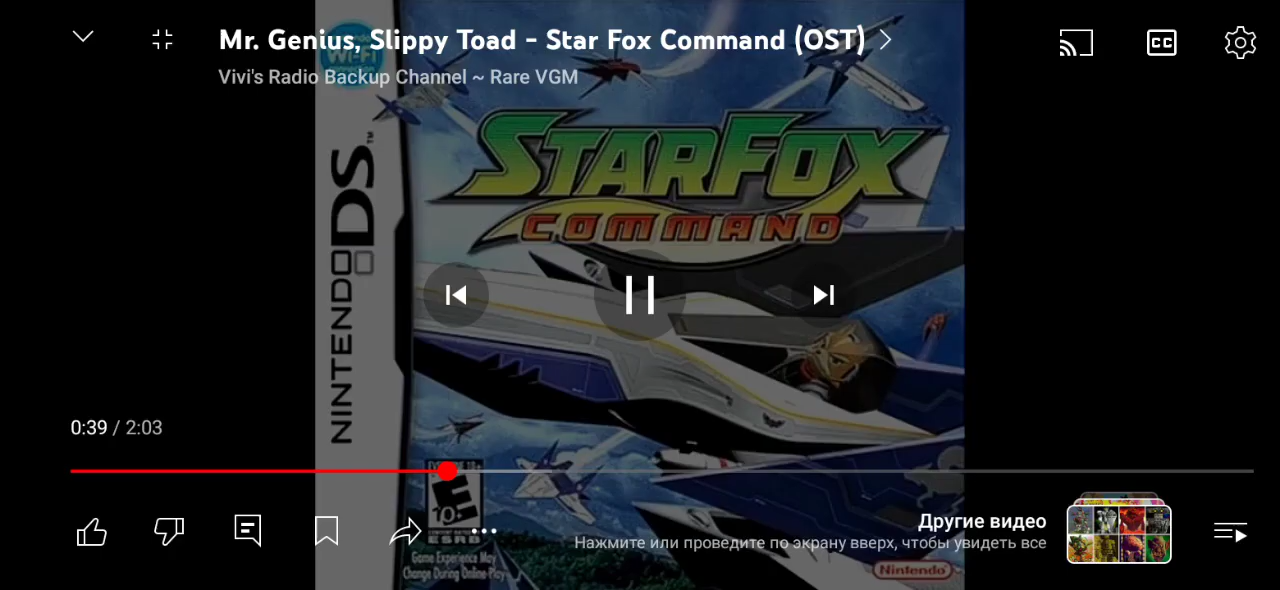 Mr. Genius, Slippy Toad - Star Fox Command (OST)
Vivi's Radio Backup Channel ~ Rare VGM
CC
Wi-Fi
NINTENDO DS™
STARFOX
COMMAND
0:39 / 2:03
E
10+
ESRB
Game Experience May
Change During Online Play
Nintendo
Другие видео
Нажмите или проведите по экрану вверх, чтобы увидеть все